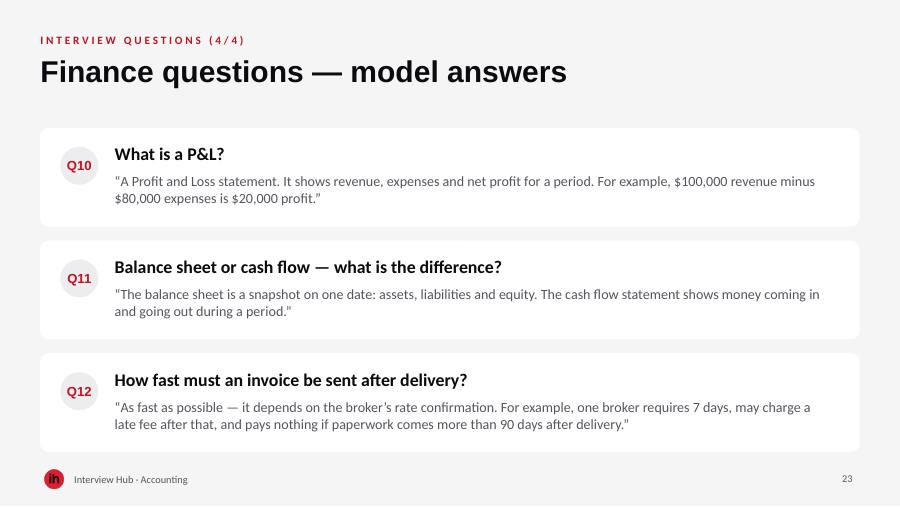 INTERVIEW QUESTIONS (4/4)
Finance questions — model answers
Q10
What is a P&L?
“A Profit and Loss statement. It shows revenue, expenses and net profit for a period. For example, $100,000 revenue minus
$80,000 expenses is $20,000 profit.”
Q11
Balance sheet or cash flow — what is the difference?
“The balance sheet is a snapshot on one date: assets, liabilities and equity. The cash flow statement shows money coming in
and going out during a period.”
Q12
How fast must an invoice be sent after delivery?
“As fast as possible — it depends on the broker’s rate confirmation. For example, one broker requires 7 days, may charge a
late fee after that, and pays nothing if paperwork comes more than 90 days after delivery.”
ih
Interview Hub · Accounting
23